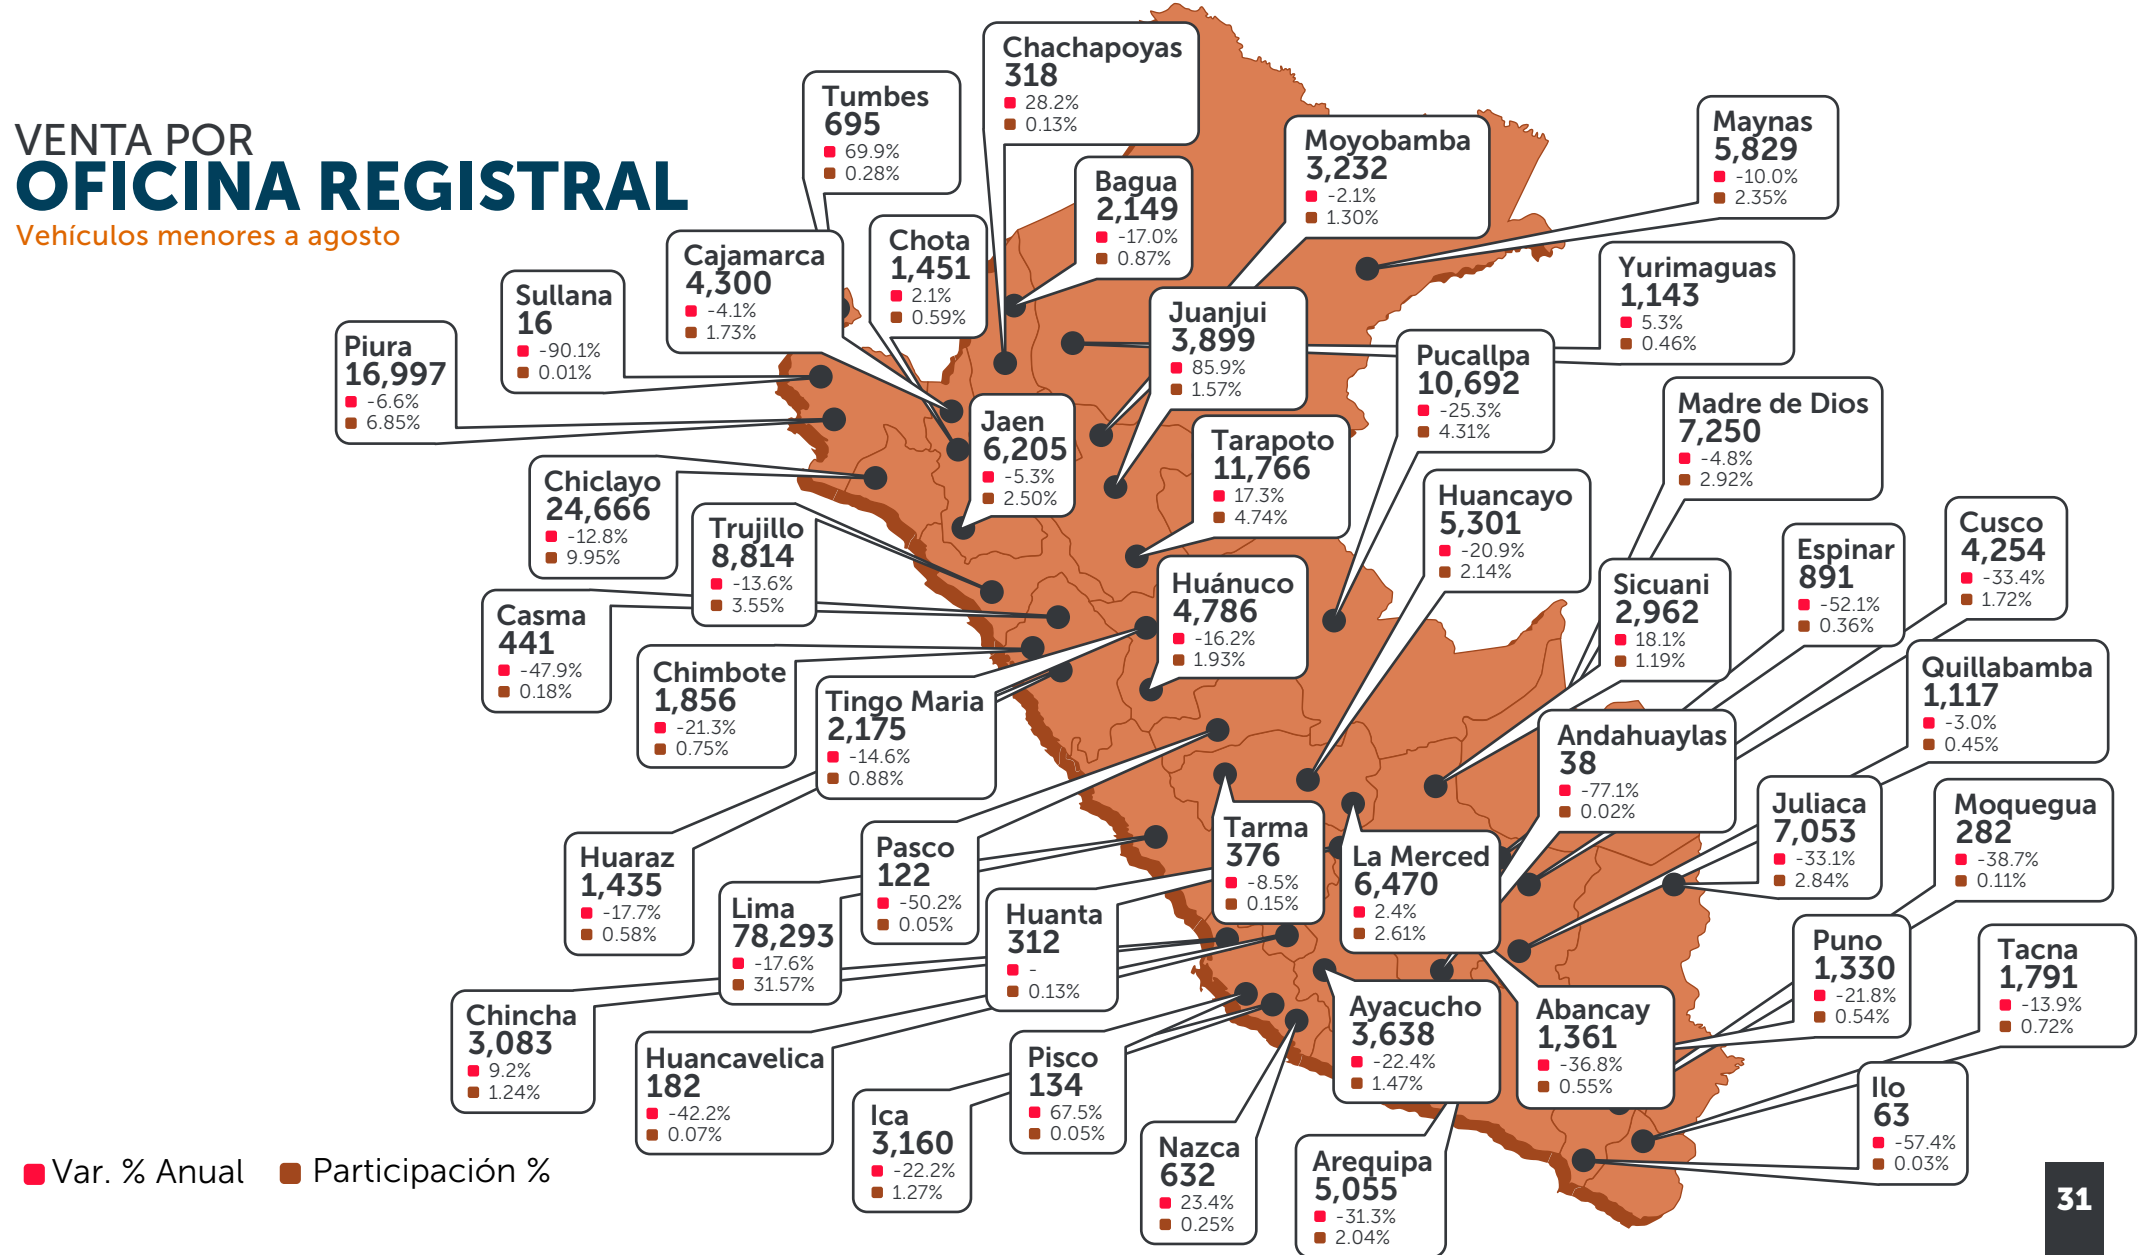 VENTA POR
OFICINA REGISTRAL
Vehículos menores a agosto
Chachapoyas
318
28.2%
0.13%
Tumbes
695
69.9%
0.28%
Maynas
5,829
-10.0%
2.35%
Moyobamba
3,232
-2.1%
1.30%
Bagua
2,149
-17.0%
0.87%
Chota
1,451
2.1%
0.59%
Cajamarca
4,300
-4.1%
1.73%
Yurimaguas
1,143
5.3%
0.46%
Sullana
16
-90.1%
0.01%
Juanjui
3,899
85.9%
1.57%
Piura
16,997
-6.6%
6.85%
Pucallpa
10,692
-25.3%
4.31%
Madre de Dios
7,250
-4.8%
2.92%
Jaen
6,205
-5.3%
2.50%
Tarapoto
11,766
17.3%
4.74%
Chiclayo
24,666
-12.8%
9.95%
Huancayo
5,301
-20.9%
2.14%
Trujillo
8,814
-13.6%
3.55%
Cusco
4,254
-33.4%
1.72%
Espinar
891
-52.1%
0.36%
Huánuco
4,786
-16.2%
1.93%
Sicuani
2,962
18.1%
1.19%
Casma
441
-47.9%
0.18%
Chimbote
1,856
-21.3%
0.75%
Quillabamba
1,117
-3.0%
0.45%
Tingo Maria
2,175
-14.6%
0.88%
Andahuaylas
38
-77.1%
0.02%
Juliaca
7,053
-33.1%
2.84%
Moquegua
282
-38.7%
0.11%
Huaraz
1,435
-17.7%
0.58%
Pasco
122
-50.2%
0.05%
Tarma
376
-8.5%
0.15%
La Merced
6,470
2.4%
2.61%
Lima
78,293
-17.6%
31.57%
Huanta
312
-
0.13%
Puno
1,330
-21.8%
0.54%
Tacna
1,791
-13.9%
0.72%
Chincha
3,083
9.2%
1.24%
Ayacucho
3,638
-22.4%
1.47%
Abancay
1,361
-36.8%
0.55%
Huancavelica
182
-42.2%
0.07%
Pisco
134
67.5%
0.05%
Ilo
63
-57.4%
0.03%
Ica
3,160
-22.2%
1.27%
Nazca
632
23.4%
0.25%
Arequipa
5,055
-31.3%
2.04%
Var. % Anual
Participación %
31